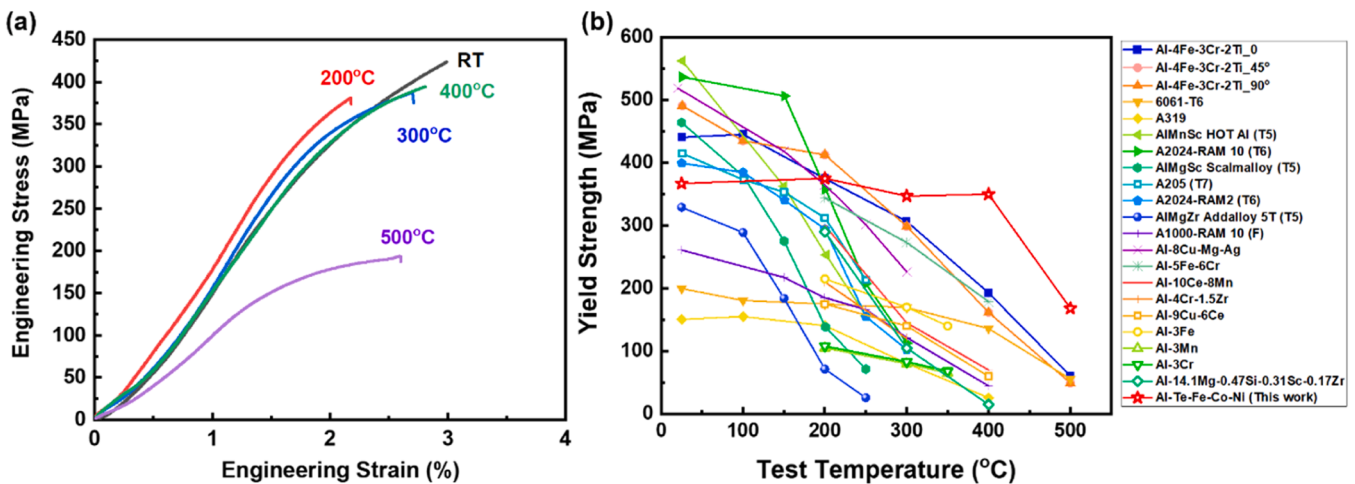 (a)
450
400
350
300
250
200
150
100
50
0
Engineering Stress (MPa)
0
1
2
3
4
Engineering Strain (%)
RT
200°C
400°C
300°C
500°C
(b)
600
500
400
300
200
100
0
Yield Strength (MPa)
0
100
200
300
400
500
Test Temperature (°C)
Al-4Fe-3Cr-2Ti_0
Al-4Fe-3Cr-2Ti_45°
Al-4Fe-3Cr-2Ti_90°
6061-T6
A319
AlMnSc HOT Al (T5)
A2024-RAM 10 (T6)
AlMgSc Scalmalloy (T5)
A205 (T7)
A2024-RAM2 (T6)
AlMgZr Addalloy 5T (T5)
A1000-RAM 10 (F)
Al-8Cu-Mg-Ag
Al-5Fe-6Cr
Al-10Ce-8Mn
Al-4Cr-1.5Zr
Al-9Cu-6Ce
Al-3Fe
Al-3Mn
Al-3Cr
Al-14.1Mg-0.47Si-0.31Sc-0.17Zr
Al-Te-Fe-Co-Ni (This work)